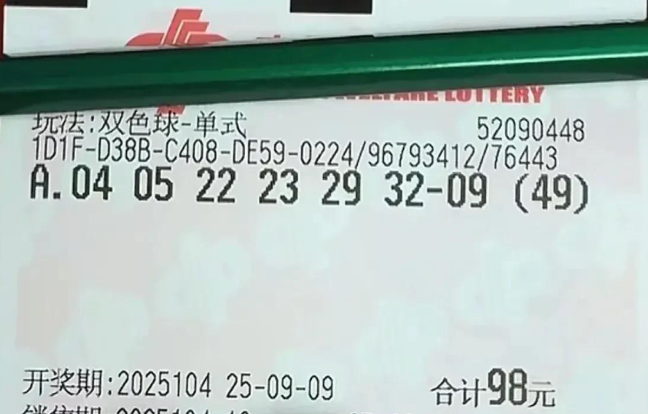 WELFARE LOTTERY
玩法:双色球-单式 52090448
1D1F-D38B-C408-DE59-0224/96793412/76443
A.04 05 22 23 29 32-09 (49)
开奖期:2025104 25-09-09 合计98元